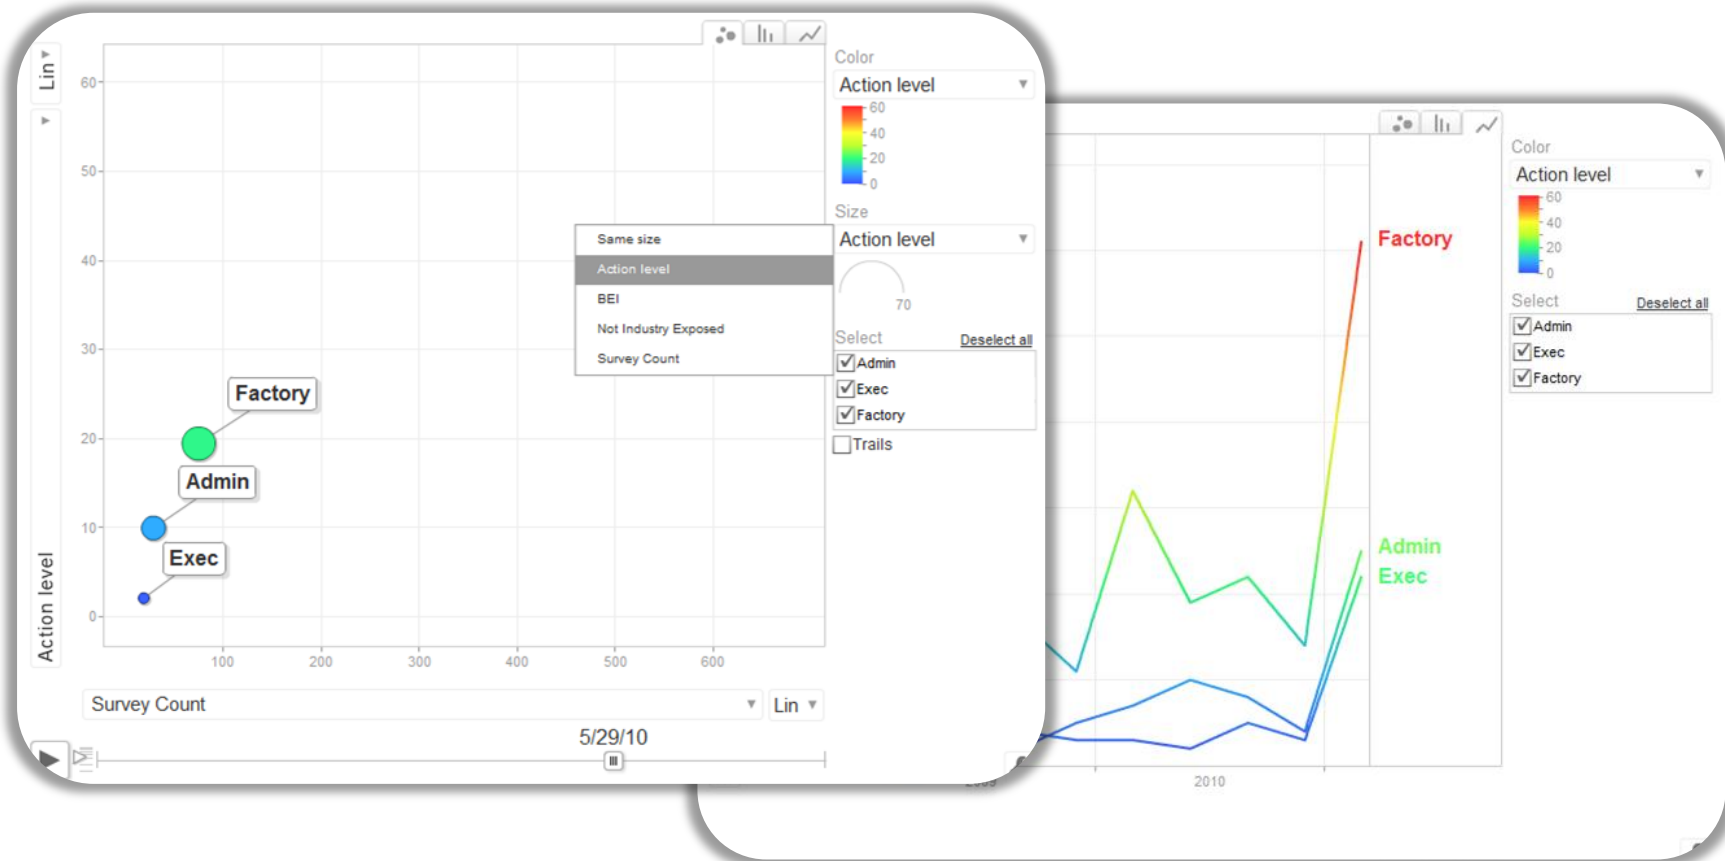 Lin
60
50
40
30
20
10
0
Action level
100 200 300 400 500 600
Factory
Admin
Exec
Survey Count
Lin
5/29/10
Color
Action level
60
40
20
0
Size
Action level
70
Same size
Action level
BEI
Not Industry Exposed
Survey Count
Select Deselect all
Admin
Exec
Factory
Trails
Factory
Admin
Exec
2010
Color
Action level
60
40
20
0
Select Deselect all
Admin
Exec
Factory